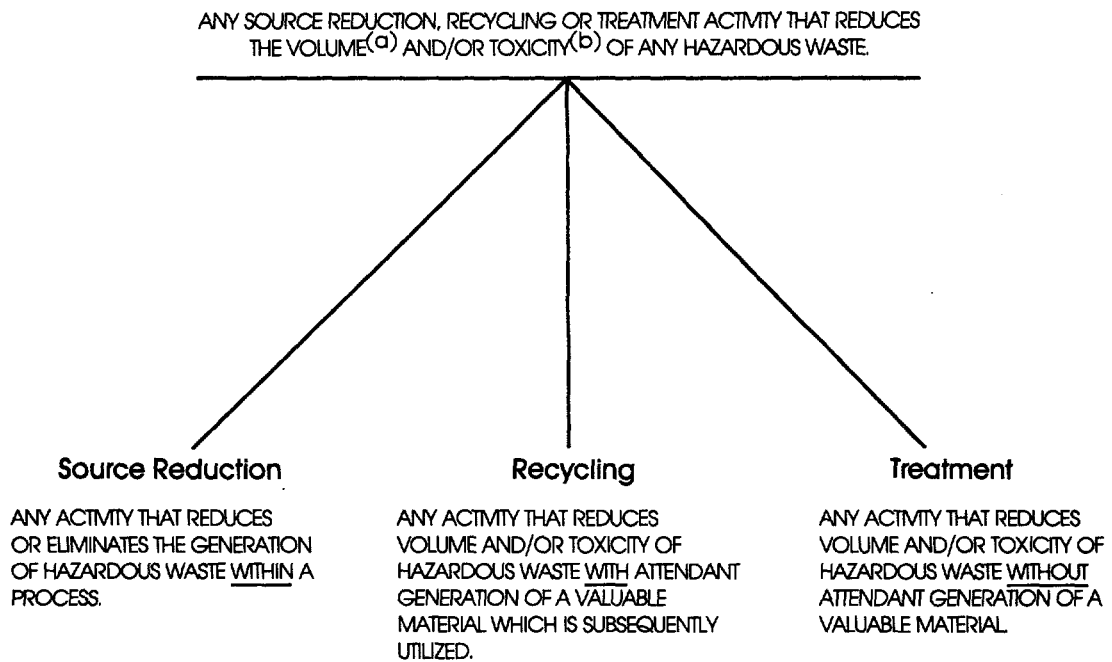 ANY SOURCE REDUCTION, RECYCLING OR TREATMENT ACTIVITY THAT REDUCES
THE VOLUME(a) AND/OR TOXICITY(b) OF ANY HAZARDOUS WASTE.
Source Reduction
ANY ACTIVITY THAT REDUCES
OR ELIMINATES THE GENERATION
OF HAZARDOUS WASTE WITHIN A
PROCESS.
Recycling
ANY ACTIVITY THAT REDUCES
VOLUME AND/OR TOXICITY OF
HAZARDOUS WASTE WITH ATTENDANT
GENERATION OF A VALUABLE
MATERIAL WHICH IS SUBSEQUENTLY
UTILIZED.
Treatment
ANY ACTIVITY THAT REDUCES
VOLUME AND/OR TOXICITY OF
HAZARDOUS WASTE WITHOUT
ATTENDANT GENERATION OF A
VALUABLE MATERIAL.